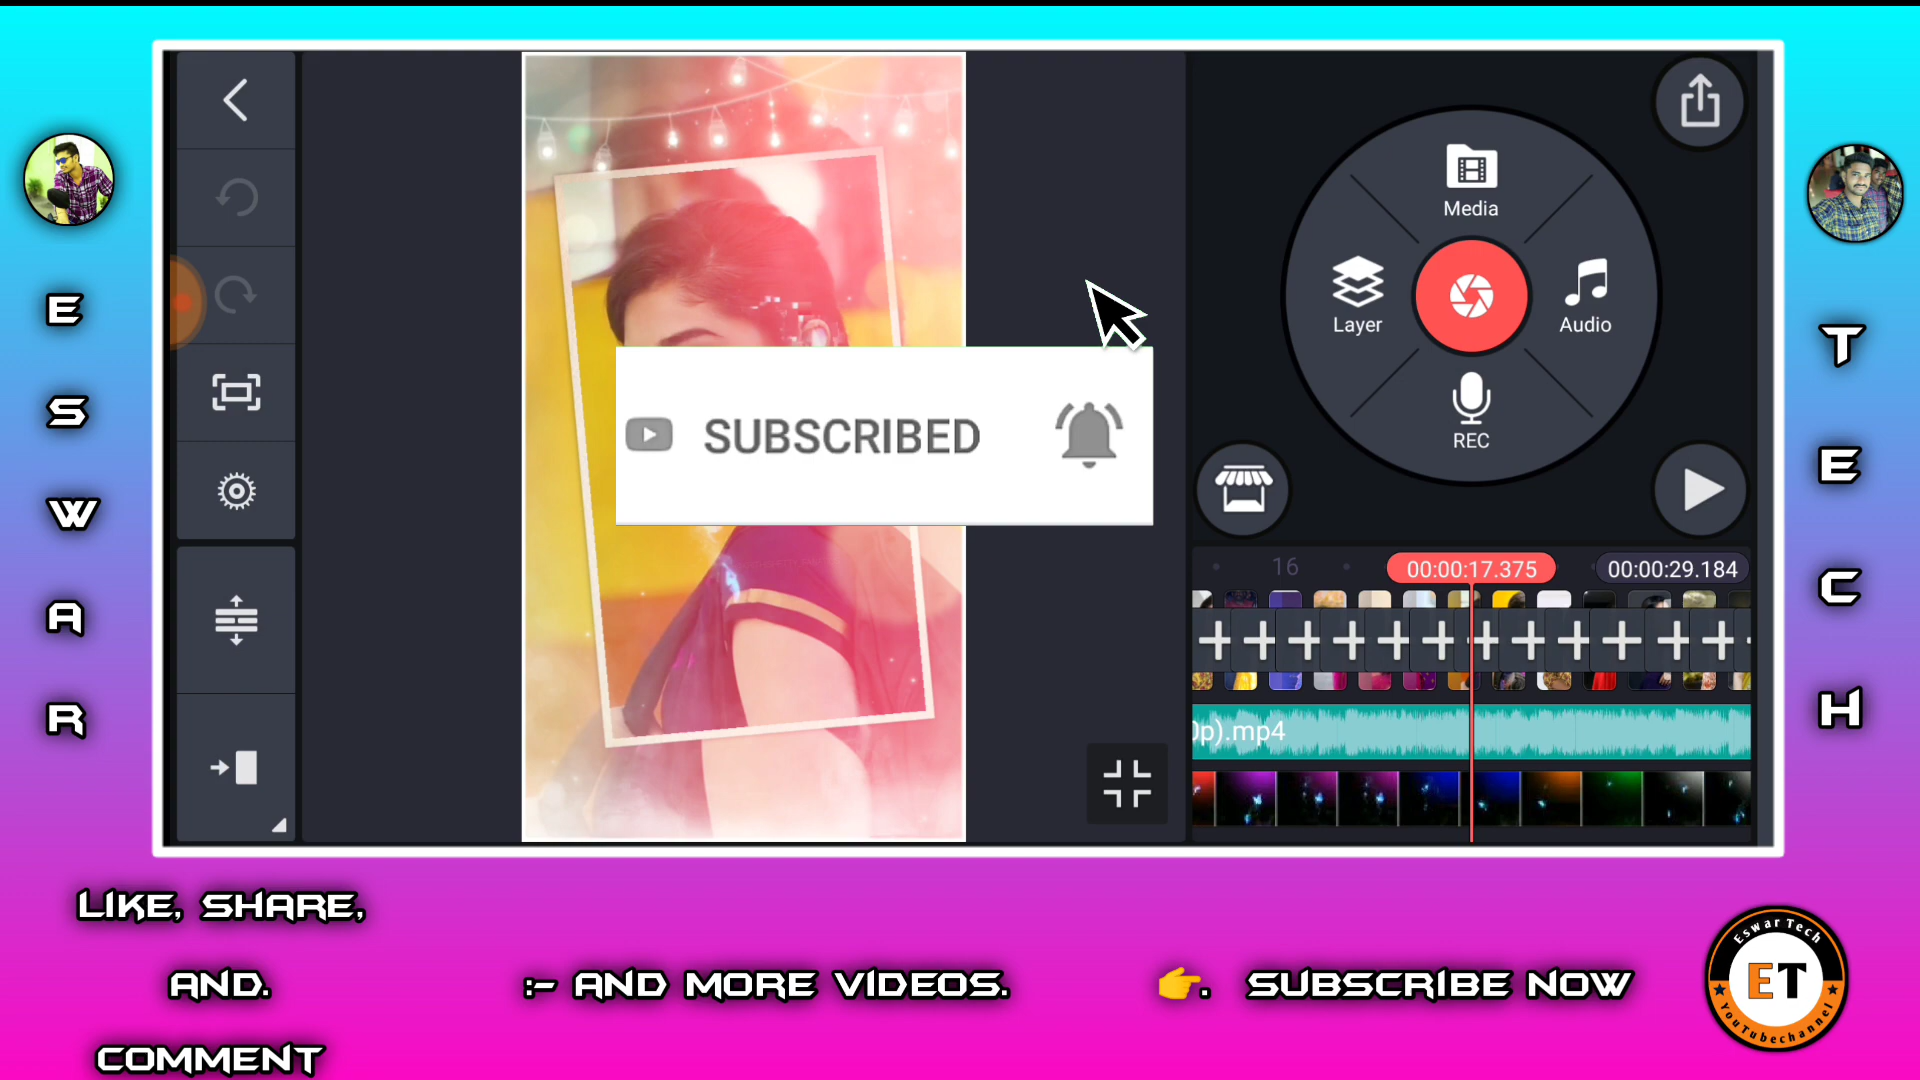 E
S
W
A
R
T
E
C
H
Media
Layer
Audio
REC
SUBSCRIBED
16
00:00:17.375
00:00:29.184
0p).mp4
LIKE, SHARE,
AND.
COMMENT
:- AND MORE VIDEOS.
👉. SUBSCRIBE NOW
Eswar Tech
ET
YouTubechannel